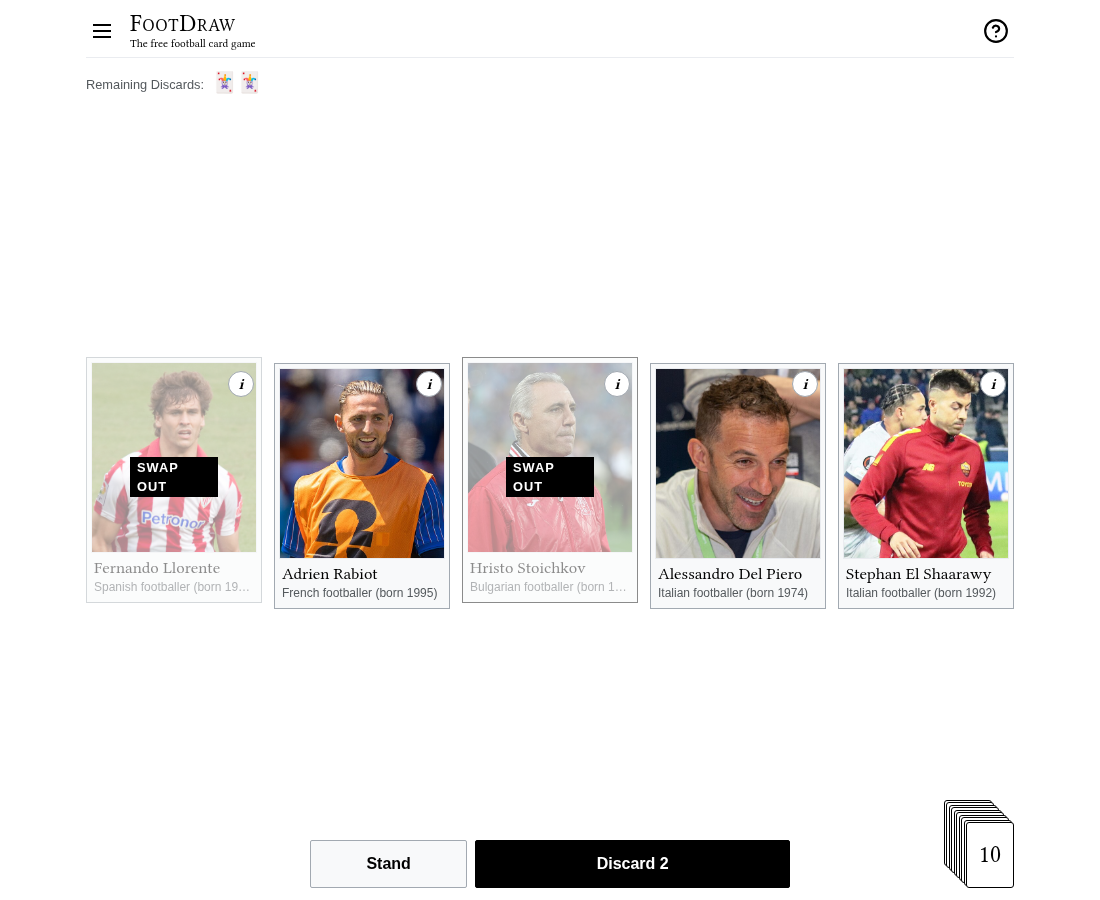 FootDraw
The free football card game
Remaining Discards:
i
i
i
i
i
SWAP
OUT
SWAP
OUT
Petronor
TOYOTA
Fernando Llorente
Adrien Rabiot
Hristo Stoichkov
Alessandro Del Piero
Stephan El Shaarawy
Spanish footballer (born 19…
French footballer (born 1995)
Bulgarian footballer (born 1…
Italian footballer (born 1974)
Italian footballer (born 1992)
Stand
Discard 2
10